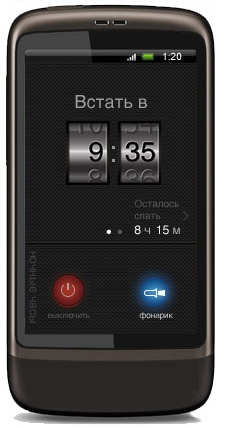 1:20
Встать в
9 : 35
Осталось
спать
8 ч 15 м
выключить
фонарик